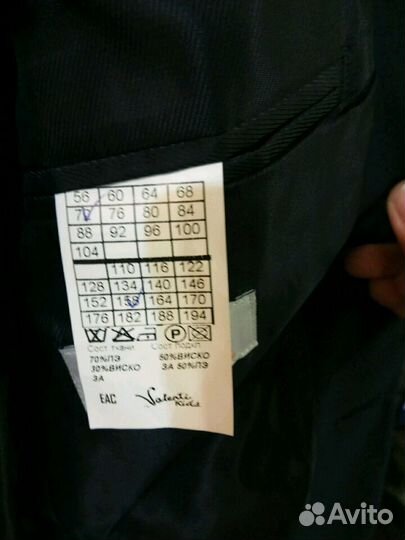 56 60 64 68
72 76 80 84
88 92 96 100
104
110 116 122
128 134 140 146
152 158 164 170
176 182 188 194
P
Сост ткани Сост Подкл
70%ПЭ 50%ВИСКО
30%ВИСКО ЗА 50%ПЭ
ЗА
EAC Valenti
Kids
Avito